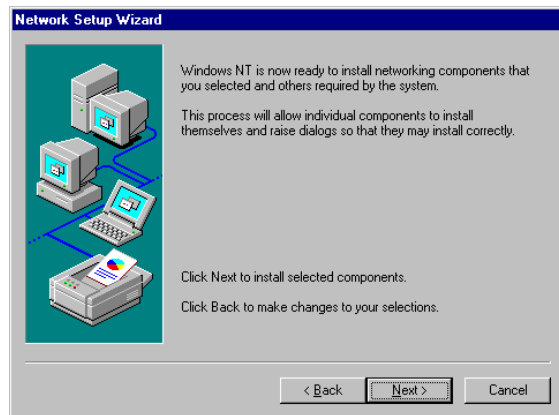 Network Setup Wizard
Windows NT is now ready to install networking components that
you selected and others required by the system.
This process will allow individual components to install
themselves and raise dialogs so that they may install correctly.
Click Next to install selected components.
Click Back to make changes to your selections.
< Back
Next >
Cancel